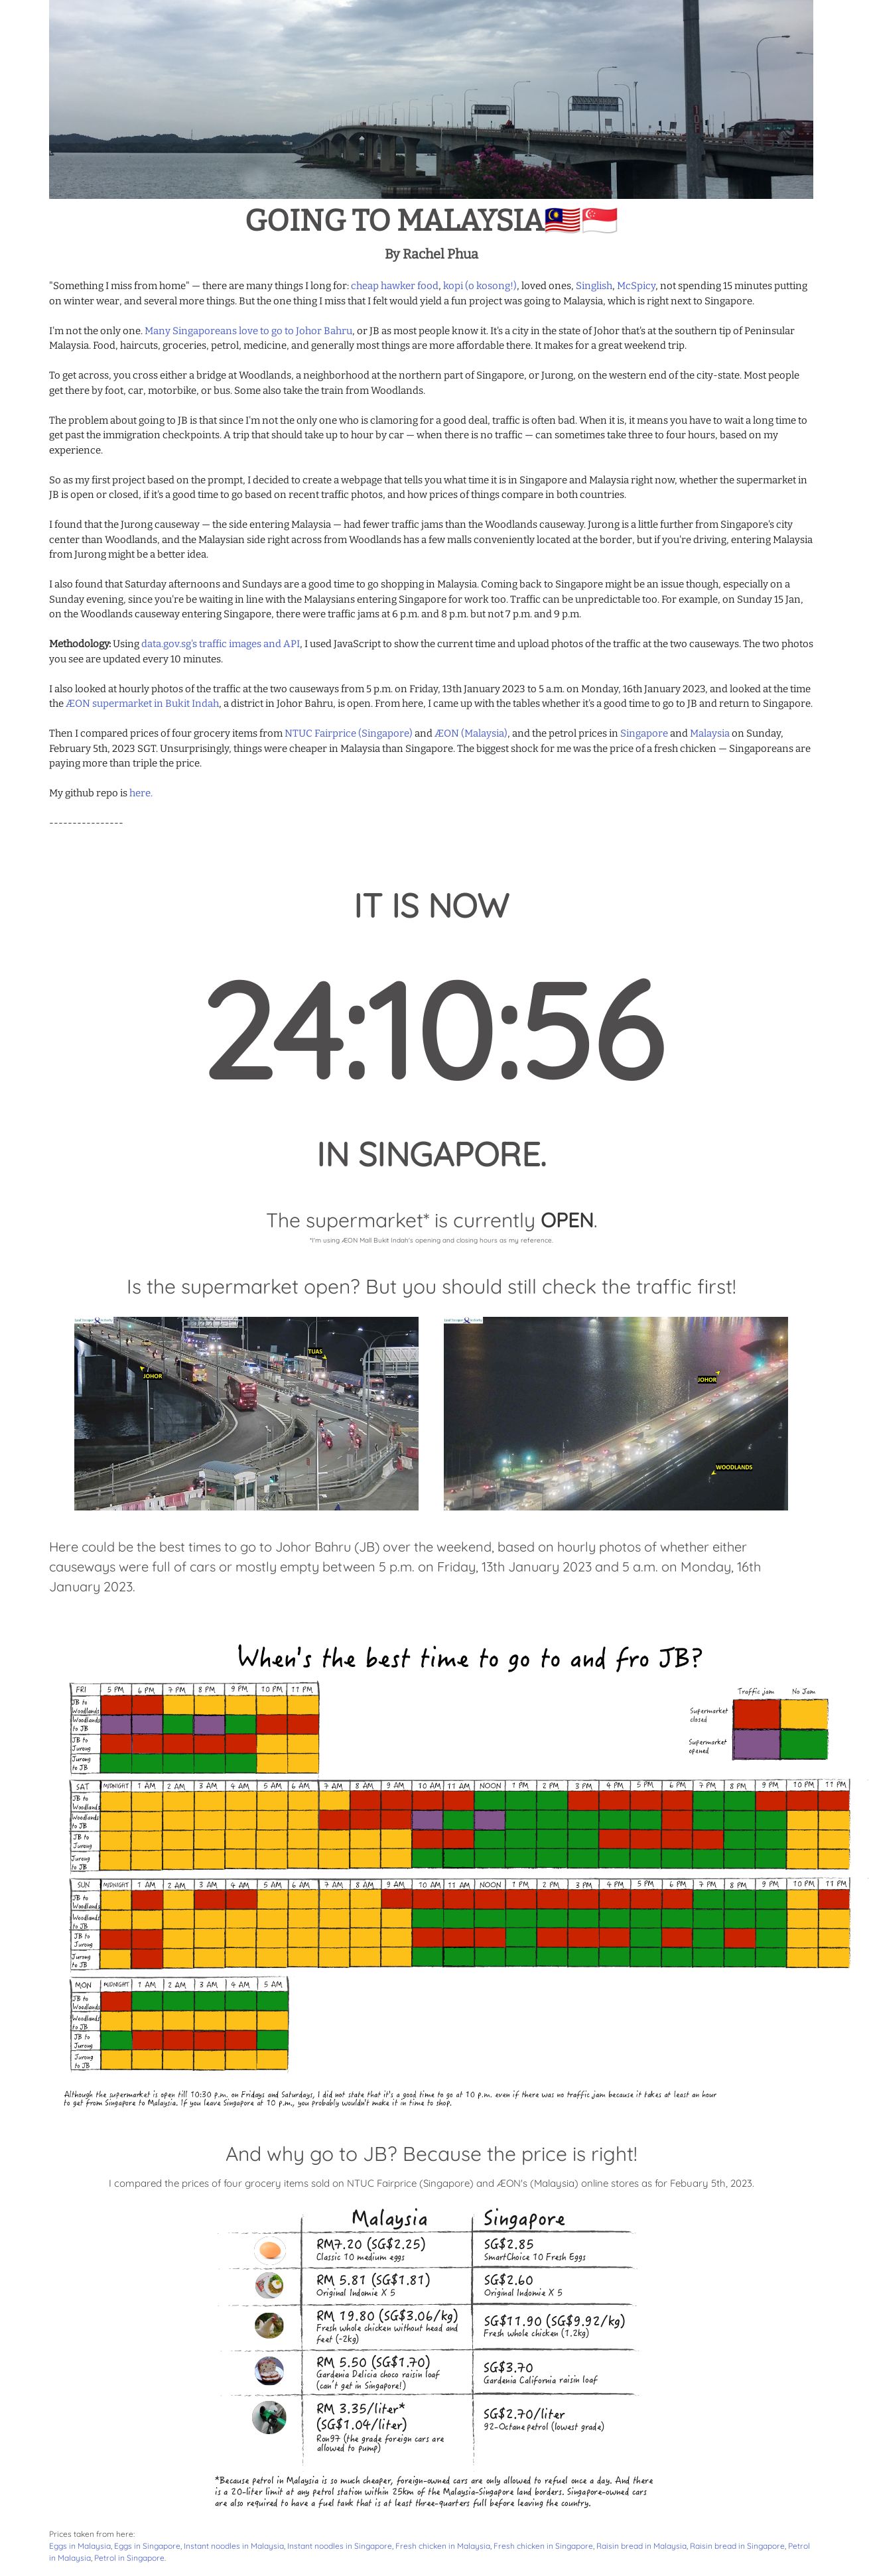 GOING TO MALAYSIA🇲🇾🇸🇬
By Rachel Phua
"Something I miss from home" — there are many things I long for: cheap hawker food, kopi (o kosong!), loved ones, Singlish, McSpicy, not spending 15 minutes putting
on winter wear, and several more things. But the one thing I miss that I felt would yield a fun project was going to Malaysia, which is right next to Singapore.
I'm not the only one. Many Singaporeans love to go to Johor Bahru, or JB as most people know it. It's a city in the state of Johor that's at the southern tip of Peninsular
Malaysia. Food, haircuts, groceries, petrol, medicine, and generally most things are more affordable there. It makes for a great weekend trip.
To get across, you cross either a bridge at Woodlands, a neighborhood at the northern part of Singapore, or Jurong, on the western end of the city-state. Most people
get there by foot, car, motorbike, or bus. Some also take the train from Woodlands.
The problem about going to JB is that since I'm not the only one who is clamoring for a good deal, traffic is often bad. When it is, it means you have to wait a long time to
get past the immigration checkpoints. A trip that should take up to hour by car — when there is no traffic — can sometimes take three to four hours, based on my
experience.
So as my first project based on the prompt, I decided to create a webpage that tells you what time it is in Singapore and Malaysia right now, whether the supermarket in
JB is open or closed, if it's a good time to go based on recent traffic photos, and how prices of things compare in both countries.
I found that the Jurong causeway — the side entering Malaysia — had fewer traffic jams than the Woodlands causeway. Jurong is a little further from Singapore's city
center than Woodlands, and the Malaysian side right across from Woodlands has a few malls conveniently located at the border, but if you're driving, entering Malaysia
from Jurong might be a better idea.
I also found that Saturday afternoons and Sundays are a good time to go shopping in Malaysia. Coming back to Singapore might be an issue though, especially on a
Sunday evening, since you're be waiting in line with the Malaysians entering Singapore for work too. Traffic can be unpredictable too. For example, on Sunday 15 Jan,
on the Woodlands causeway entering Singapore, there were traffic jams at 6 p.m. and 8 p.m. but not 7 p.m. and 9 p.m.
Methodology: Using data.gov.sg's traffic images and API, I used JavaScript to show the current time and upload photos of the traffic at the two causeways. The two photos
you see are updated every 10 minutes.
I also looked at hourly photos of the traffic at the two causeways from 5 p.m. on Friday, 13th January 2023 to 5 a.m. on Monday, 16th January 2023, and looked at the time
the ÆON supermarket in Bukit Indah, a district in Johor Bahru, is open. From here, I came up with the tables whether it's a good time to go to JB and return to Singapore.
Then I compared prices of four grocery items from NTUC Fairprice (Singapore) and ÆON (Malaysia), and the petrol prices in Singapore and Malaysia on Sunday,
February 5th, 2023 SGT. Unsurprisingly, things were cheaper in Malaysia than Singapore. The biggest shock for me was the price of a fresh chicken — Singaporeans are
paying more than triple the price.
My github repo is here.
----------------
IT IS NOW
24:10:56
IN SINGAPORE.
The supermarket* is currently OPEN.
*I'm using ÆON Mall Bukit Indah's opening and closing hours as my reference.
Is the supermarket open? But you should still check the traffic first!
JOHOR
TUAS
JOHOR
WOODLANDS
Here could be the best times to go to Johor Bahru (JB) over the weekend, based on hourly photos of whether either
causeways were full of cars or mostly empty between 5 p.m. on Friday, 13th January 2023 and 5 a.m. on Monday, 16th
January 2023.
When's the best time to go to and fro JB?
Traffic jam No Jam
Supermarket closed
Supermarket opened
FRI 5 PM 6 PM 7 PM 8 PM 9 PM 10 PM 11 PM
JB to Woodlands
Woodlands to JB
JB to Jurong
Jurong to JB
SAT MIDNIGHT 1 AM 2 AM 3 AM 4 AM 5 AM 6 AM 7 AM 8 AM 9 AM 10 AM 11 AM NOON 1 PM 2 PM 3 PM 4 PM 5 PM 6 PM 7 PM 8 PM 9 PM 10 PM 11 PM
JB to Woodlands
Woodlands to JB
JB to Jurong
Jurong to JB
SUN MIDNIGHT 1 AM 2 AM 3 AM 4 AM 5 AM 6 AM 7 AM 8 AM 9 AM 10 AM 11 AM NOON 1 PM 2 PM 3 PM 4 PM 5 PM 6 PM 7 PM 8 PM 9 PM 10 PM 11 PM
JB to Woodlands
Woodlands to JB
JB to Jurong
Jurong to JB
MON MIDNIGHT 1 AM 2 AM 3 AM 4 AM 5 AM
JB to Woodlands
Woodlands to JB
JB to Jurong
Jurong to JB
Although the supermarket is open till 10:30 p.m. on Fridays and Saturdays, I did not state that it's a good time to go at 10 p.m. even if there was no traffic jam because it takes at least an hour
to get from Singapore to Malaysia. If you leave Singapore at 10 p.m., you probably wouldn't make it in time to shop.
And why go to JB? Because the price is right!
I compared the prices of four grocery items sold on NTUC Fairprice (Singapore) and ÆON's (Malaysia) online stores as for Febuary 5th, 2023.
Malaysia Singapore
RM7.20 (SG$2.25)
Classic 10 medium eggs
SG$2.85
SmartChoice 10 Fresh Eggs
RM 5.81 (SG$1.81)
Original Indomie X 5
SG$2.60
Original Indomie X 5
RM 19.80 (SG$3.06/kg)
Fresh whole chicken without head and
feet (~2kg)
SG$11.90 (SG$9.92/kg)
Fresh whole chicken (1.2kg)
RM 5.50 (SG$1.70)
Gardenia Delicia choco raisin loaf
(can't get in Singapore!)
SG$3.70
Gardenia California raisin loaf
RM 3.35/liter*
(SG$1.04/liter)
Ron97 (the grade foreign cars are
allowed to pump)
SG$2.70/liter
92-Octane petrol (lowest grade)
*Because petrol in Malaysia is so much cheaper, foreign-owned cars are only allowed to refuel once a day. And there
is a 20-liter limit at any petrol station within 25km of the Malaysia-Singapore land borders. Singapore-owned cars
are also required to have a fuel tank that is at least three-quarters full before leaving the country.
Prices taken from here:
Eggs in Malaysia, Eggs in Singapore, Instant noodles in Malaysia, Instant noodles in Singapore, Fresh chicken in Malaysia, Fresh chicken in Singapore, Raisin bread in Malaysia, Raisin bread in Singapore, Petrol
in Malaysia, Petrol in Singapore.